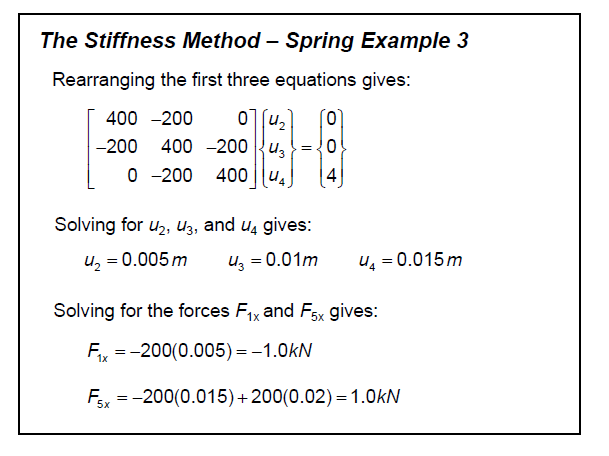 The Stiffness Method – Spring Example 3
Rearranging the first three equations gives:
[ 400 –200 0 ] { u₂ } { 0 }
[ –200 400 –200 ] { u₃ } = { 0 }
[ 0 –200 400 ] { u₄ } { 4 }
Solving for u₂, u₃, and u₄ gives:
u₂ = 0.005m u₃ = 0.01m u₄ = 0.015m
Solving for the forces F₁ₓ and F₅ₓ gives:
F₁ₓ = –200(0.005) = –1.0kN
F₅ₓ = –200(0.015) + 200(0.02) = 1.0kN